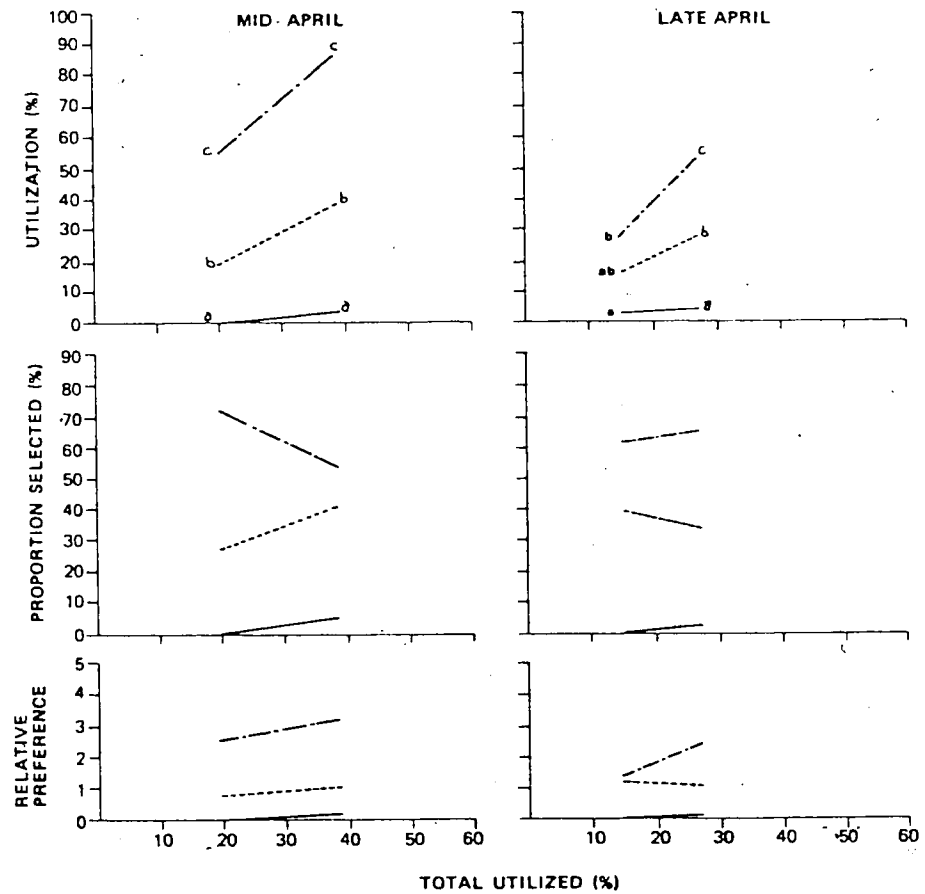 MID-APRIL
LATE APRIL
UTILIZATION (%)
100
90
80
70
60
50
40
30
20
10
0
c
c
b
b
a
a
b
c
ab
b
a
a
PROPORTION SELECTED (%)
90
80
70
60
50
40
30
20
10
0
RELATIVE
PREFERENCE
5
4
3
2
1
0
20
30
40
50
60
10
20
30
40
50
60
TOTAL UTILIZED (%)